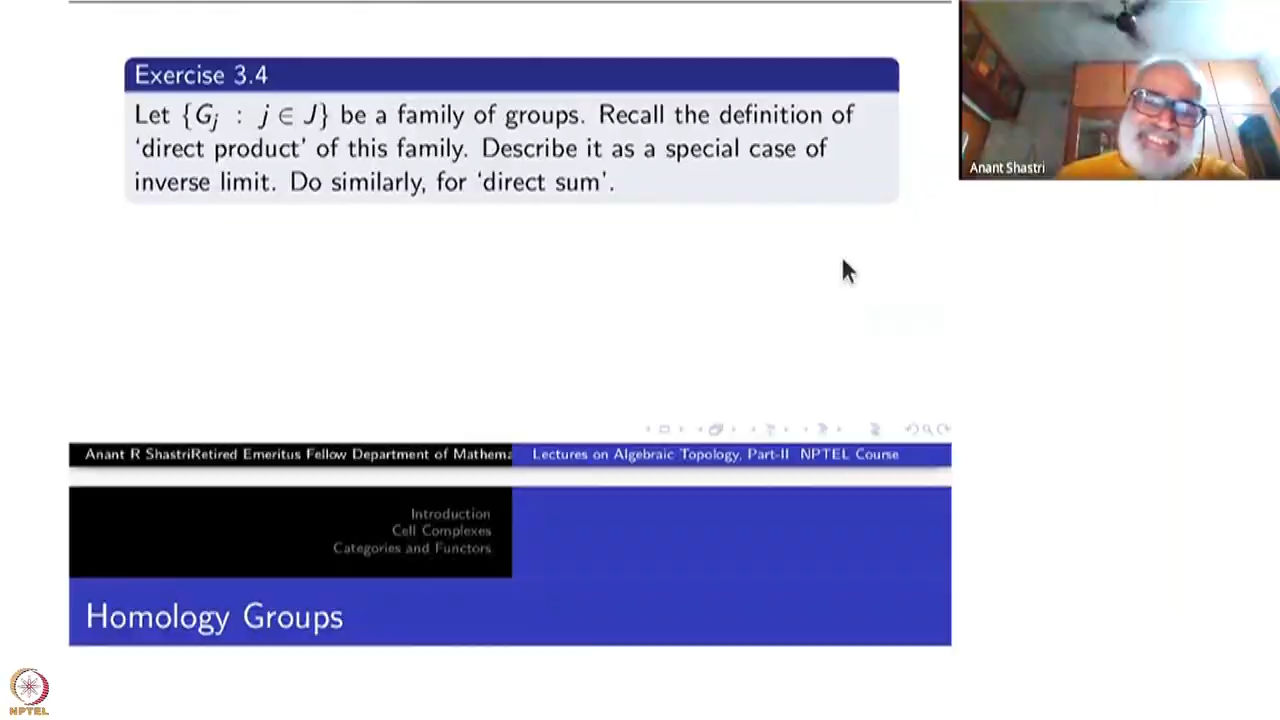 Exercise 3.4
Let {G_j : j ∈ J} be a family of groups. Recall the definition of
'direct product' of this family. Describe it as a special case of
inverse limit. Do similarly, for 'direct sum'.
Anant Shastri
Anant R ShastriRetired Emeritus Fellow Department of Mathema
Lectures on Algebraic Topology, Part-II NPTEL Course
Introduction
Cell Complexes
Categories and Functors
Homology Groups
NPTEL